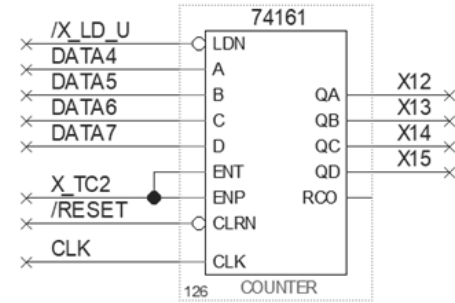 74161
/X_LD_U
LDN
DATA4
A
DATA5
B
QA
X12
DATA6
C
QB
X13
DATA7
D
QC
X14
ENT
QD
X15
X_TC2
ENP
RCO
/RESET
CLRN
CLK
CLK
126
COUNTER